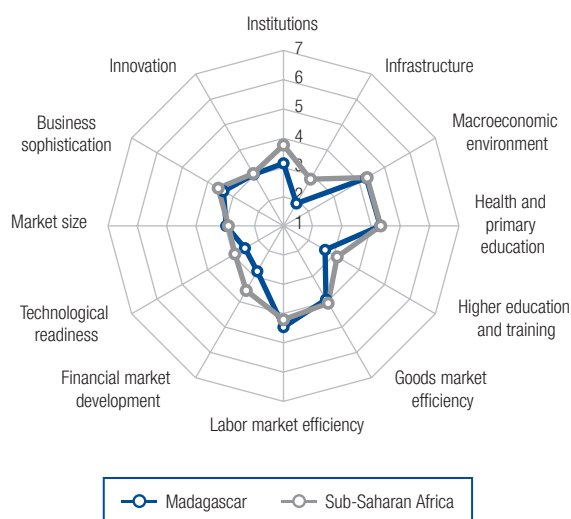 Institutions
7
6
5
4
3
2
1
Infrastructure
Macroeconomic
environment
Health and
primary
education
Higher education
and training
Goods market
efficiency
Labor market efficiency
Financial market
development
Technological
readiness
Market size
Business
sophistication
Innovation
Madagascar
Sub-Saharan Africa